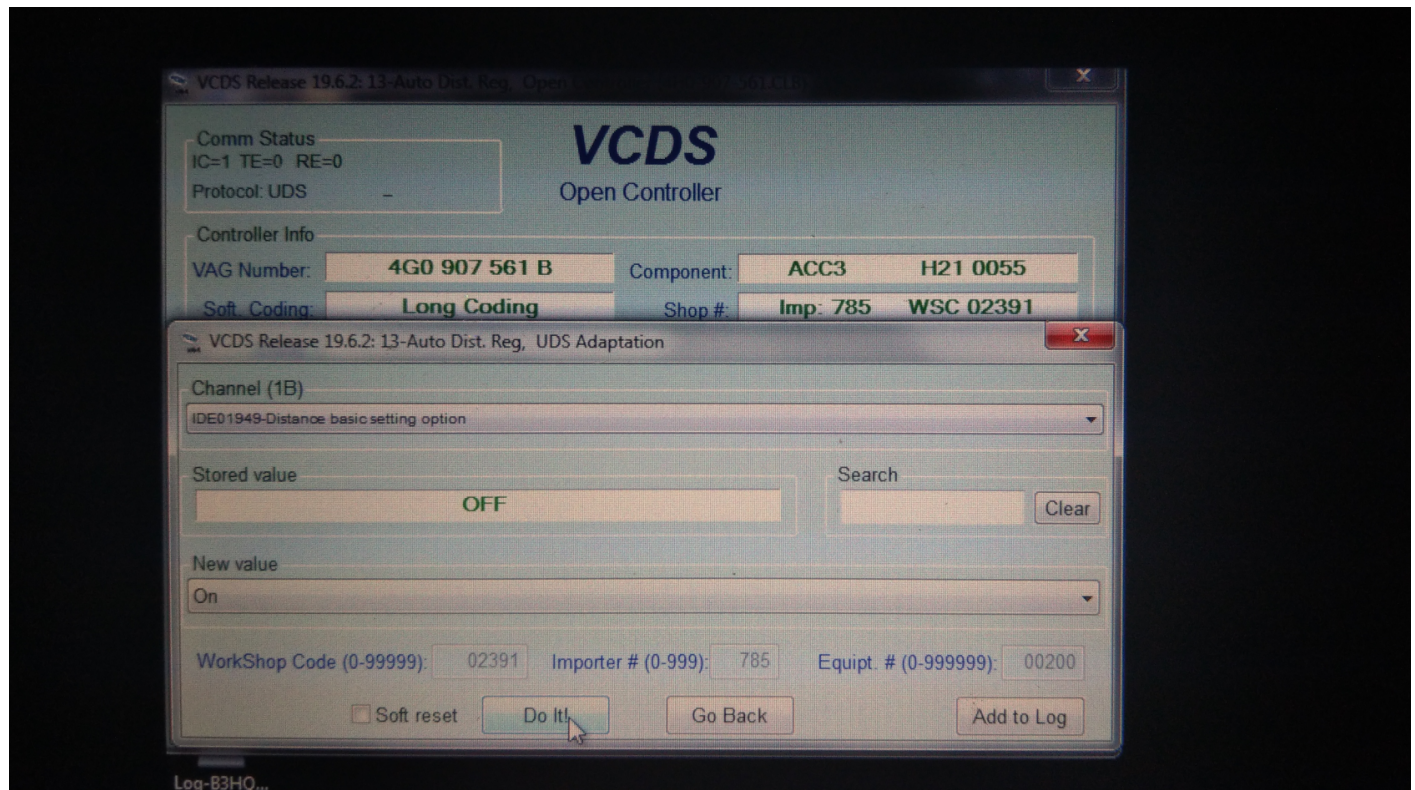 VCDS Release 19.6.2: 13-Auto Dist. Reg, Open
Comm Status
IC=1 TE=0 RE=0
Protocol: UDS
VCDS
Open Controller
Controller Info
VAG Number: 4G0 907 561 B Component: ACC3 H21 0055
Soft. Coding: Long Coding Shop #: Imp: 785 WSC 02391
VCDS Release 19.6.2: 13-Auto Dist. Reg, UDS Adaptation
Channel (1B)
IDE01949-Distance basic setting option
Stored value
OFF
Search
Clear
New value
On
WorkShop Code (0-99999): 02391 Importer # (0-999): 785 Equipt. # (0-999999): 00200
Soft reset Do It! Go Back Add to Log
Log-B3HO...